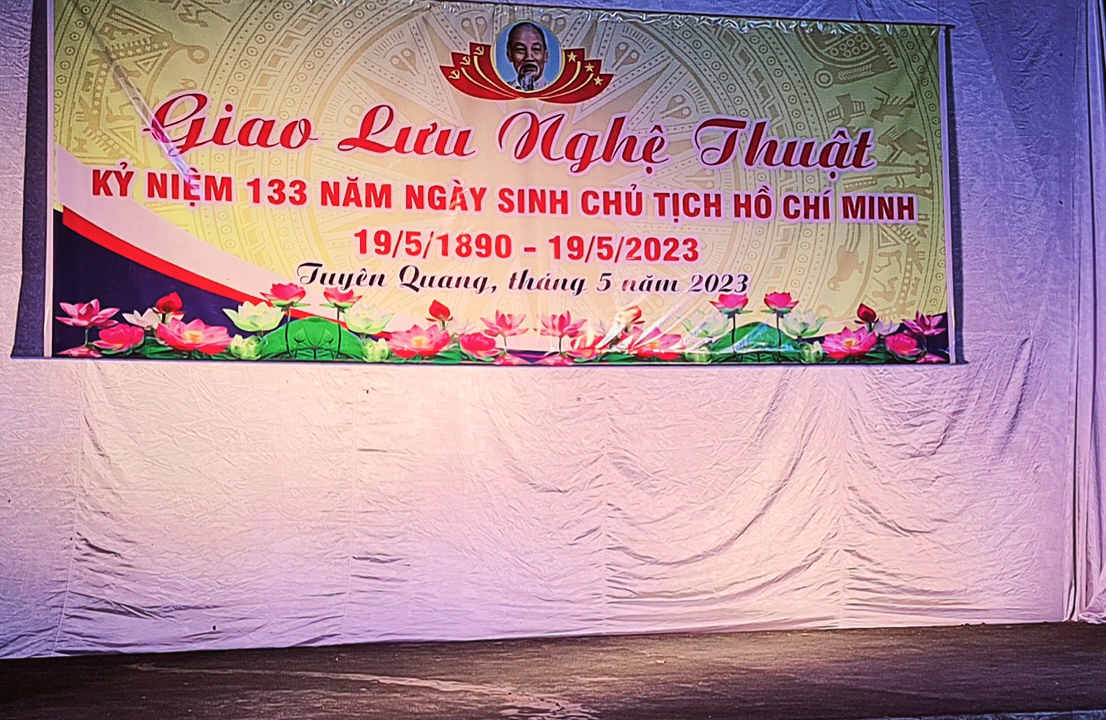 Giao Lưu Nghệ Thuật
KỶ NIỆM 133 NĂM NGÀY SINH CHỦ TỊCH HỒ CHÍ MINH
19/5/1890 - 19/5/2023
Tuyên Quang, tháng 5 năm 2023